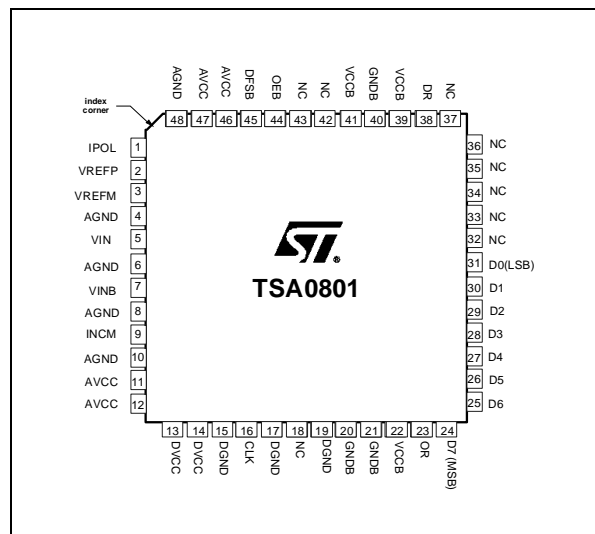 AGND AVCC AVCC DFSB OEB NC NC VCCB GNDB VCCB DR NC
index
corner
48 47 46 45 44 43 42 41 40 39 38 37
IPOL 1
VREFP 2
VREFM 3
AGND 4
VIN 5
AGND 6
VINB 7
AGND 8
INCM 9
AGND 10
AVCC 11
AVCC 12
ST
TSA0801
36 NC
35 NC
34 NC
33 NC
32 NC
31 D0(LSB)
30 D1
29 D2
28 D3
27 D4
26 D5
25 D6
13 14 15 16 17 18 19 20 21 22 23 24
DVCC DVCC DGND CLK DGND NC DGND GNDB GNDB VCCB OR D7 (MSB)